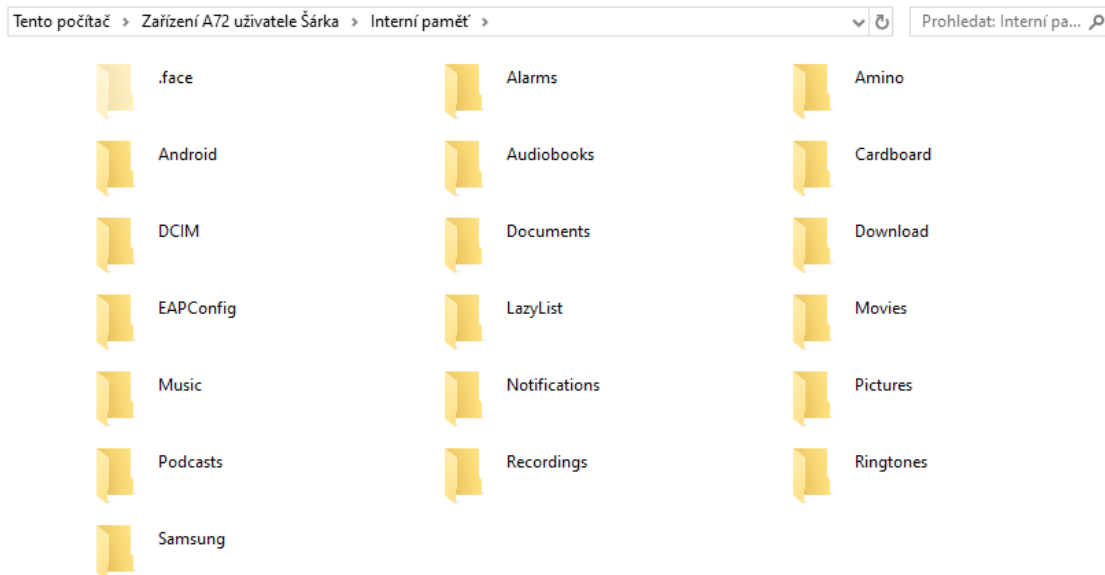 Tento počítač > Zařízení A72 uživatele Šárka > Interní paměť >
Prohledat: Interní pa...
.face
Alarms
Amino
Android
Audiobooks
Cardboard
DCIM
Documents
Download
EAPConfig
LazyList
Movies
Music
Notifications
Pictures
Podcasts
Recordings
Ringtones
Samsung